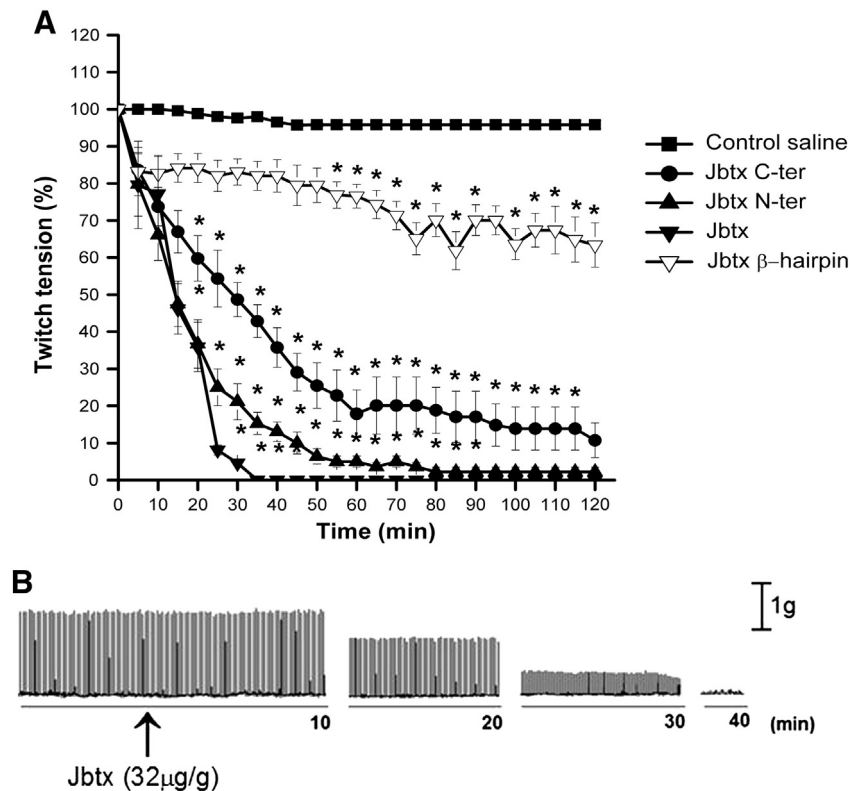 A
120
110
100
90
80
70
60
50
40
30
20
10
0
Twitch tension (%)
0 10 20 30 40 50 60 70 80 90 100 110 120
Time (min)
Control saline
Jbtx C-ter
Jbtx N-ter
Jbtx
Jbtx β-hairpin
B
1g
10 20 30 40 (min)
Jbtx (32µg/g)